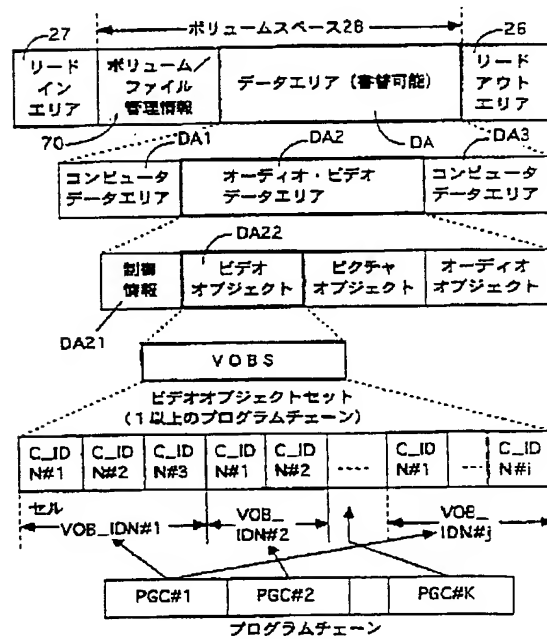 ボリュームスペース28
27
26
リード
イン
エリア
ボリューム/
ファイル
管理情報
データエリア(書替可能)
リード
アウト
エリア
70
DA1
DA2
DA
DA3
コンピュータ
データエリア
オーディオ・ビデオ
データエリア
コンピュータ
データエリア
DA22
制御
情報
ビデオ
オブジェクト
ピクチャ
オブジェクト
オーディオ
オブジェクト
DA21
VOBS
ビデオオブジェクトセット
(1以上のプログラムチェーン)
C_ID
N#1
C_ID
N#2
C_ID
N#3
C_ID
N#1
C_ID
N#2
----
C_ID
N#1
----
C_ID
N#i
セル
VOB_IDN#1
VOB_
IDN#2
VOB_
IDN#j
PGC#1
PGC#2
PGC#K
プログラムチェーン